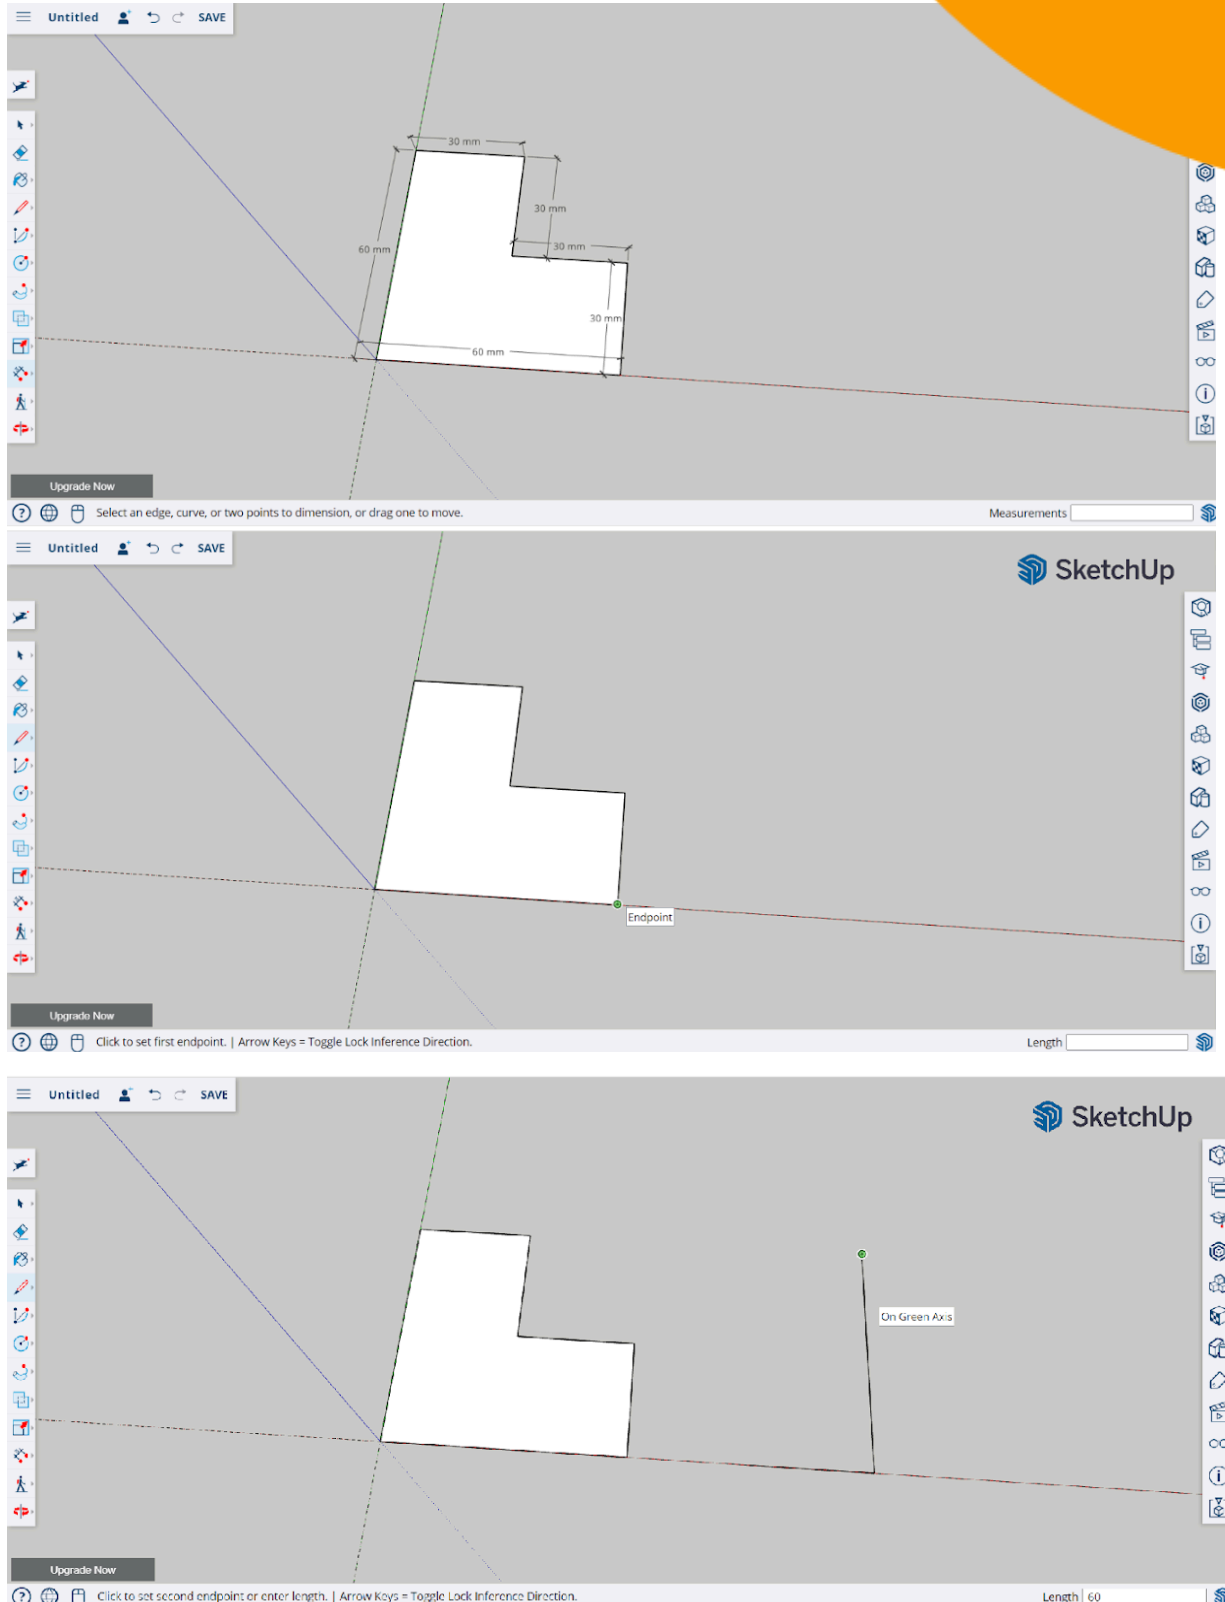 Untitled SAVE
30 mm
30 mm
60 mm
30 mm
30 mm
60 mm
Upgrade Now
Select an edge, curve, or two points to dimension, or drag one to move.
Measurements
Untitled SAVE
SketchUp
Endpoint
Upgrade Now
Click to set first endpoint. | Arrow Keys = Toggle Lock Inference Direction.
Length
Untitled SAVE
SketchUp
On Green Axis
Upgrade Now
Click to set second endpoint or enter length. | Arrow Keys = Toggle Lock Inference Direction.
Length 60